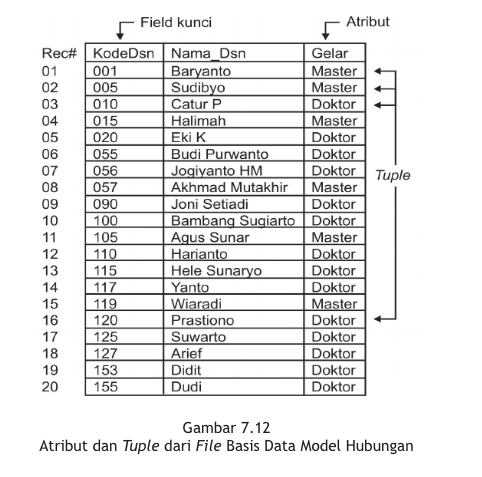 Field kunci Atribut
Rec# KodeDsn Nama_Dsn Gelar
01 001 Baryanto Master
02 005 Sudibyo Master
03 010 Catur P Doktor
04 015 Halimah Master
05 020 Eki K Doktor
06 055 Budi Purwanto Doktor
07 056 Jogiyanto HM Doktor
Tuple
08 057 Akhmad Mutakhir Master
09 090 Joni Setiadi Doktor
10 100 Bambang Sugiarto Doktor
11 105 Agus Sunar Master
12 110 Harianto Doktor
13 115 Hele Sunaryo Doktor
14 117 Yanto Doktor
15 119 Wiaradi Master
16 120 Prastiono Doktor
17 125 Suwarto Doktor
18 127 Arief Doktor
19 153 Didit Doktor
20 155 Dudi Doktor
Gambar 7.12
Atribut dan Tuple dari File Basis Data Model Hubungan